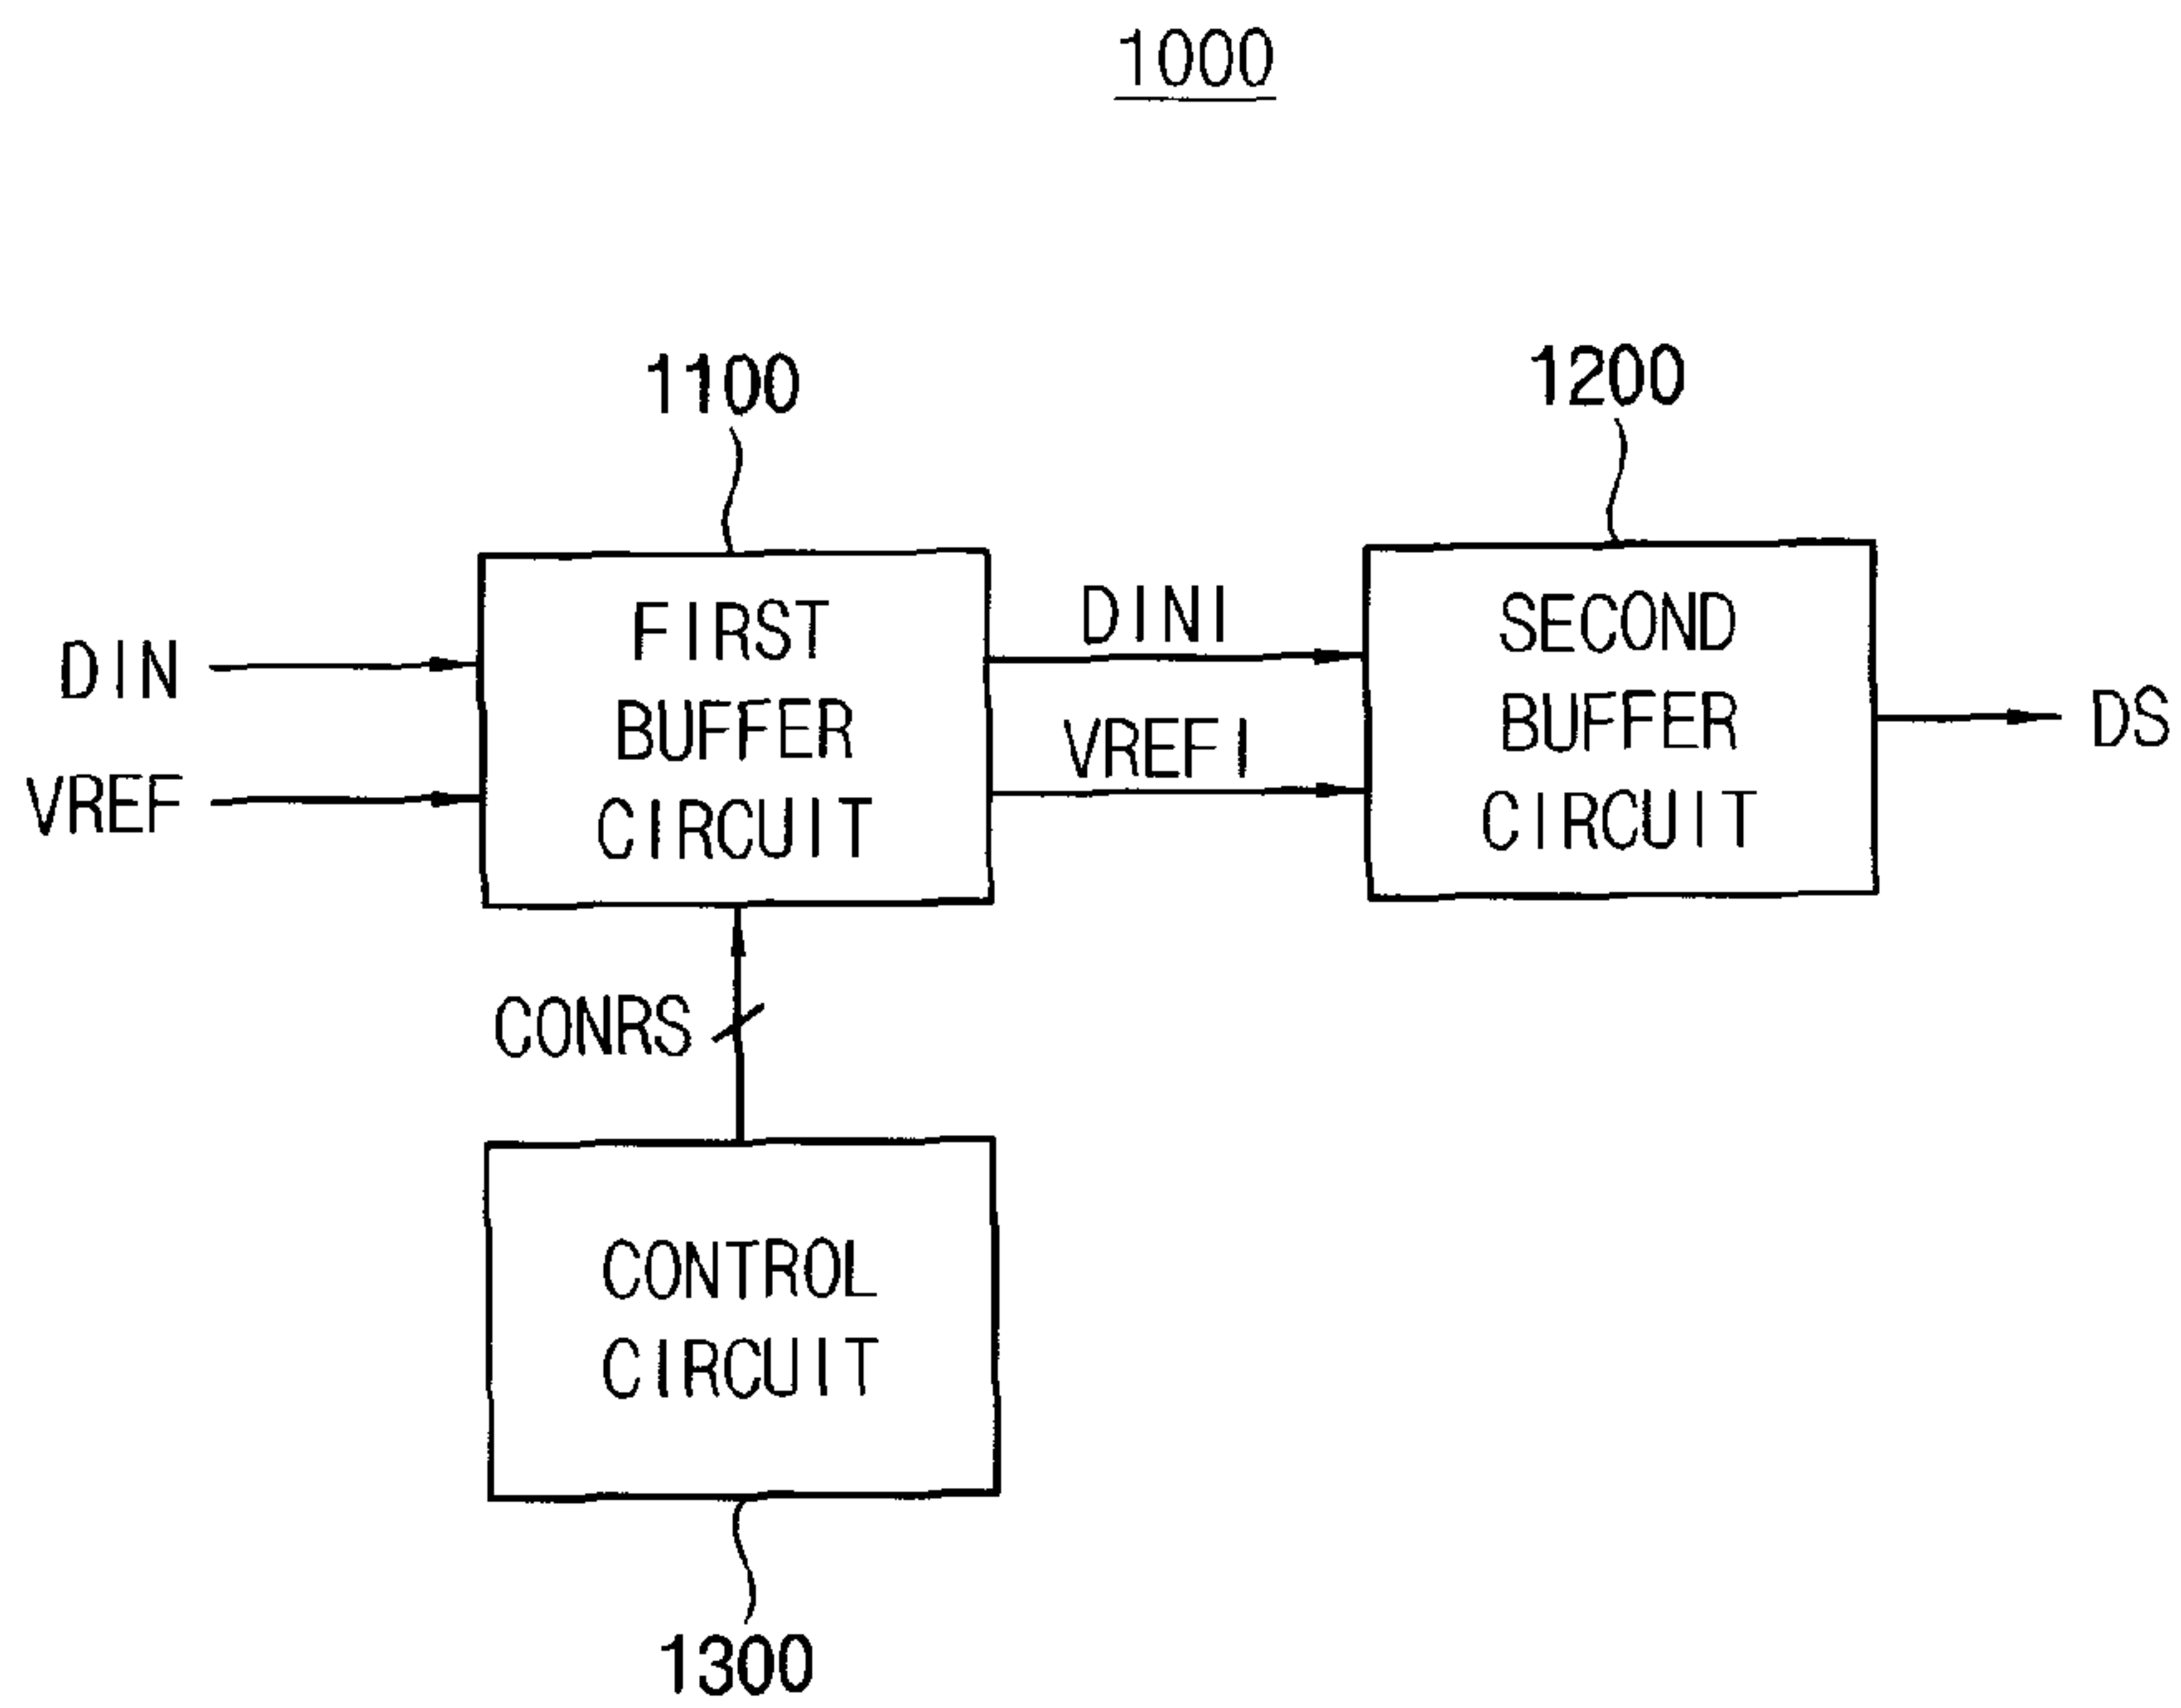 1000
1100
1200
FIRST
BUFFER
CIRCUIT
DINI
VREFI
SECOND
BUFFER
CIRCUIT
DIN
VREF
DS
CONRS
CONTROL
CIRCUIT
1300